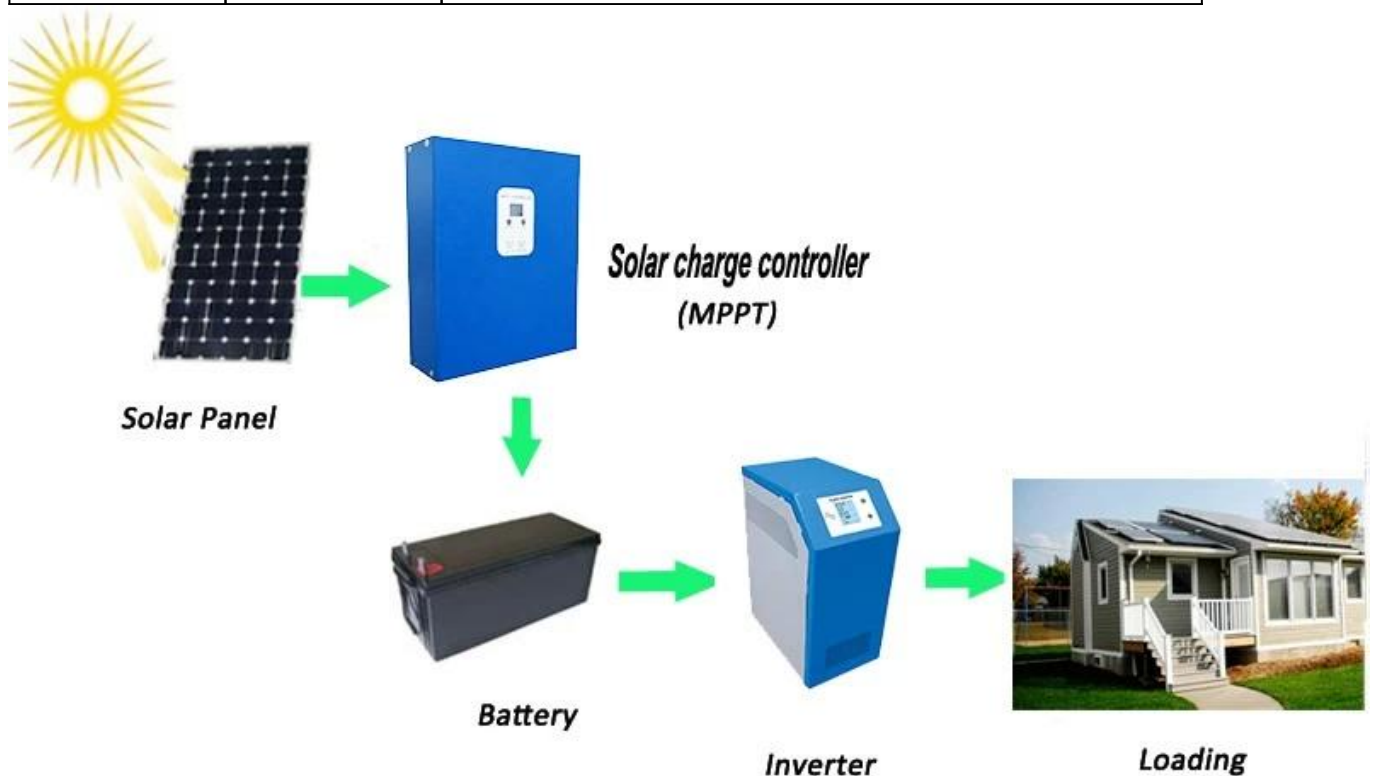 Solar charge controller
(MPPT)
Solar Panel
Battery
Inverter
Loading